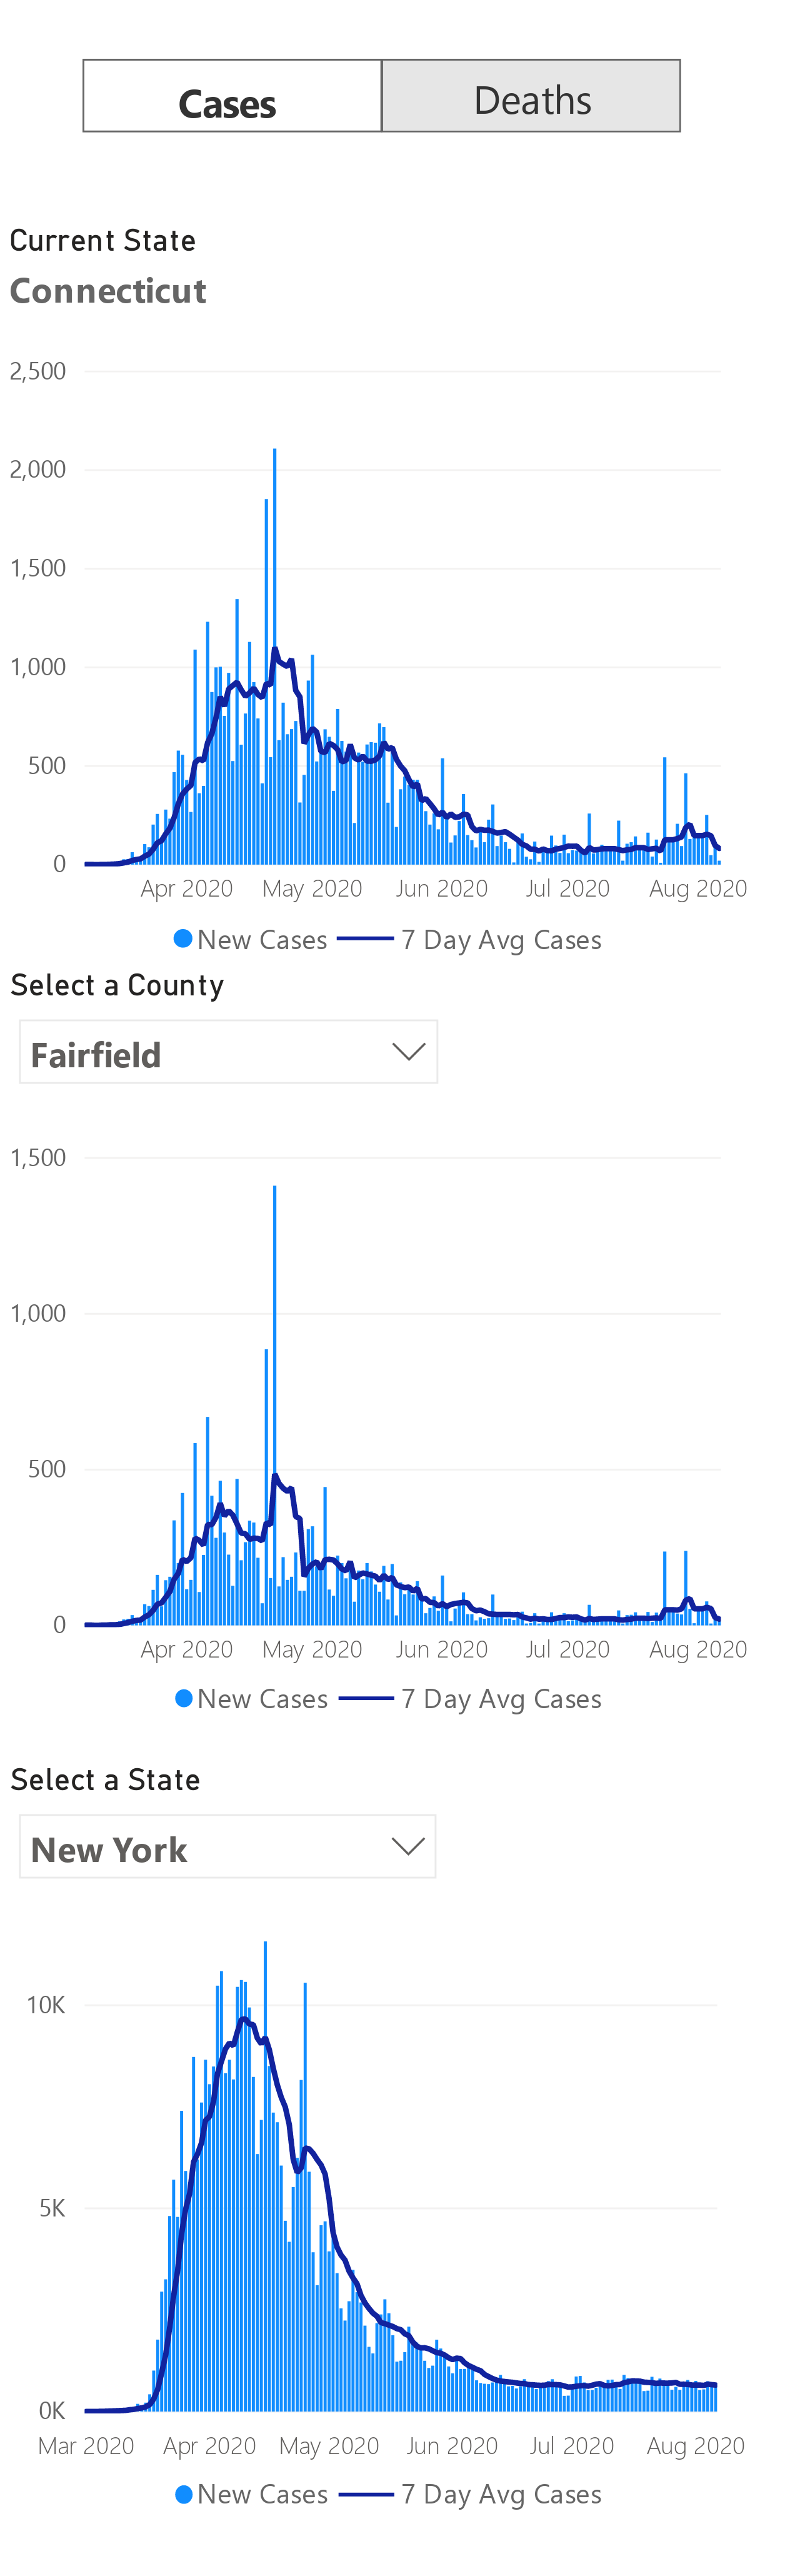 Cases Deaths
Current State
Connecticut
2,500
2,000
1,500
1,000
500
0
Apr 2020 May 2020 Jun 2020 Jul 2020 Aug 2020
New Cases 7 Day Avg Cases
Select a County
Fairfield
1,500
1,000
500
0
Apr 2020 May 2020 Jun 2020 Jul 2020 Aug 2020
New Cases 7 Day Avg Cases
Select a State
New York
10K
5K
0K
Mar 2020 Apr 2020 May 2020 Jun 2020 Jul 2020 Aug 2020
New Cases 7 Day Avg Cases